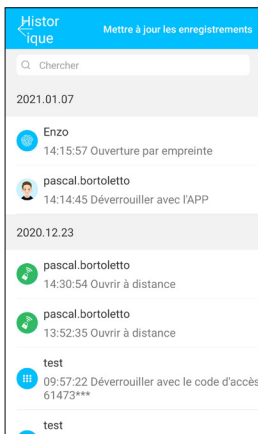 Histor
ique
Mettre à jour les enregistrements
Chercher
2021.01.07
Enzo
14:15:57 Ouverture par empreinte
pascal.bortoletto
14:14:45 Déverrouiller avec l'APP
2020.12.23
pascal.bortoletto
14:30:54 Ouvrir à distance
pascal.bortoletto
13:52:35 Ouvrir à distance
test
09:57:22 Déverrouiller avec le code d'accès
61473***
test